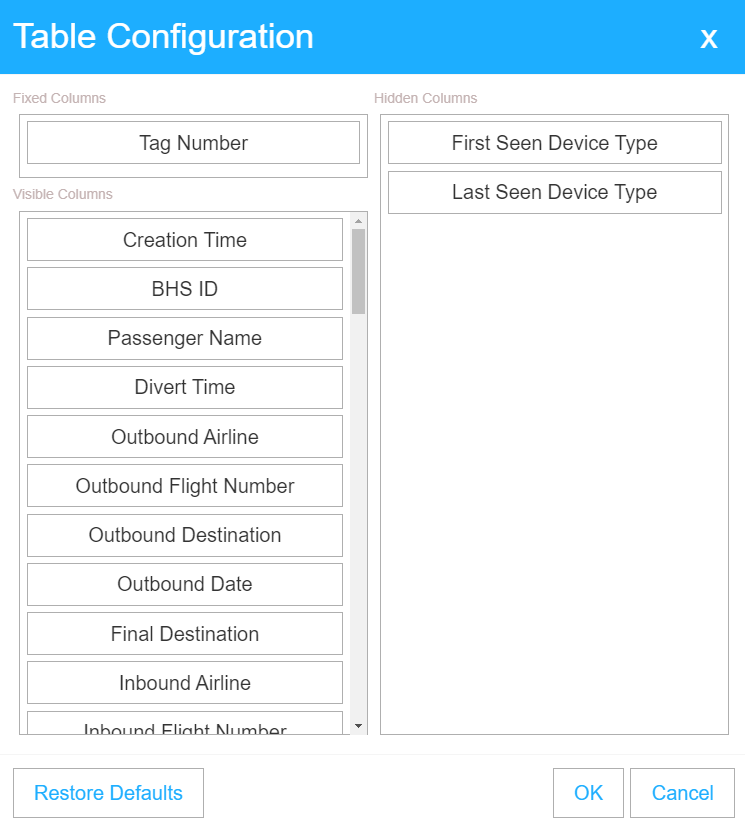 Table Configuration
X
Fixed Columns
Tag Number
Visible Columns
Creation Time
BHS ID
Passenger Name
Divert Time
Outbound Airline
Outbound Flight Number
Outbound Destination
Outbound Date
Final Destination
Inbound Airline
Inbound Flight Number
Hidden Columns
First Seen Device Type
Last Seen Device Type
Restore Defaults
OK
Cancel